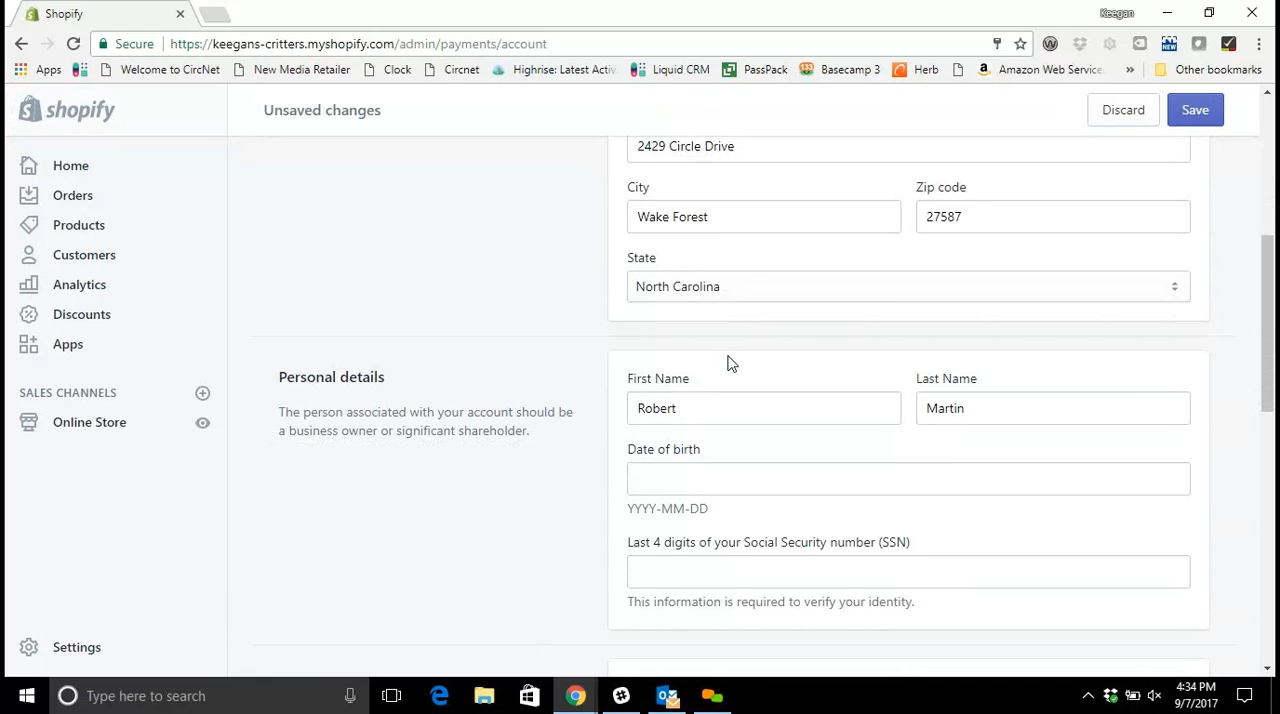 Shopify
Keegan
Secure
https://keegans-critters.myshopify.com/admin/payments/account
Apps
Welcome to CircNet
New Media Retailer
Clock
Circnet
Highrise: Latest Activ
Liquid CRM
PassPack
Basecamp 3
Herb
Amazon Web Service
»
Other bookmarks
shopify
Unsaved changes
Discard
Save
Home
Orders
Products
Customers
Analytics
Discounts
Apps
SALES CHANNELS
Online Store
Settings
2429 Circle Drive
City
Zip code
Wake Forest
27587
State
North Carolina
Personal details
The person associated with your account should be
a business owner or significant shareholder.
First Name
Last Name
Robert
Martin
Date of birth
YYYY-MM-DD
Last 4 digits of your Social Security number (SSN)
This information is required to verify your identity.
Type here to search
4:34 PM
9/7/2017